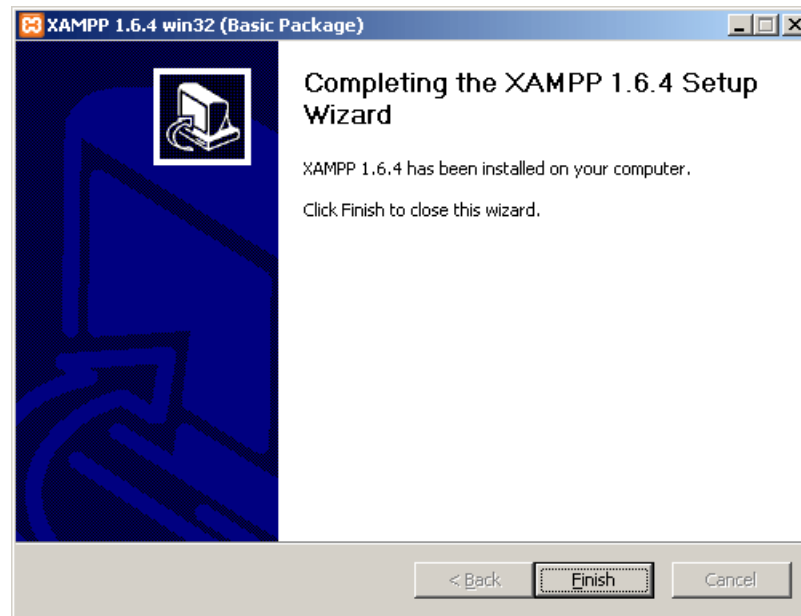 XAMPP 1.6.4 win32 (Basic Package)
Completing the XAMPP 1.6.4 Setup
Wizard
XAMPP 1.6.4 has been installed on your computer.
Click Finish to close this wizard.
< Back Finish Cancel